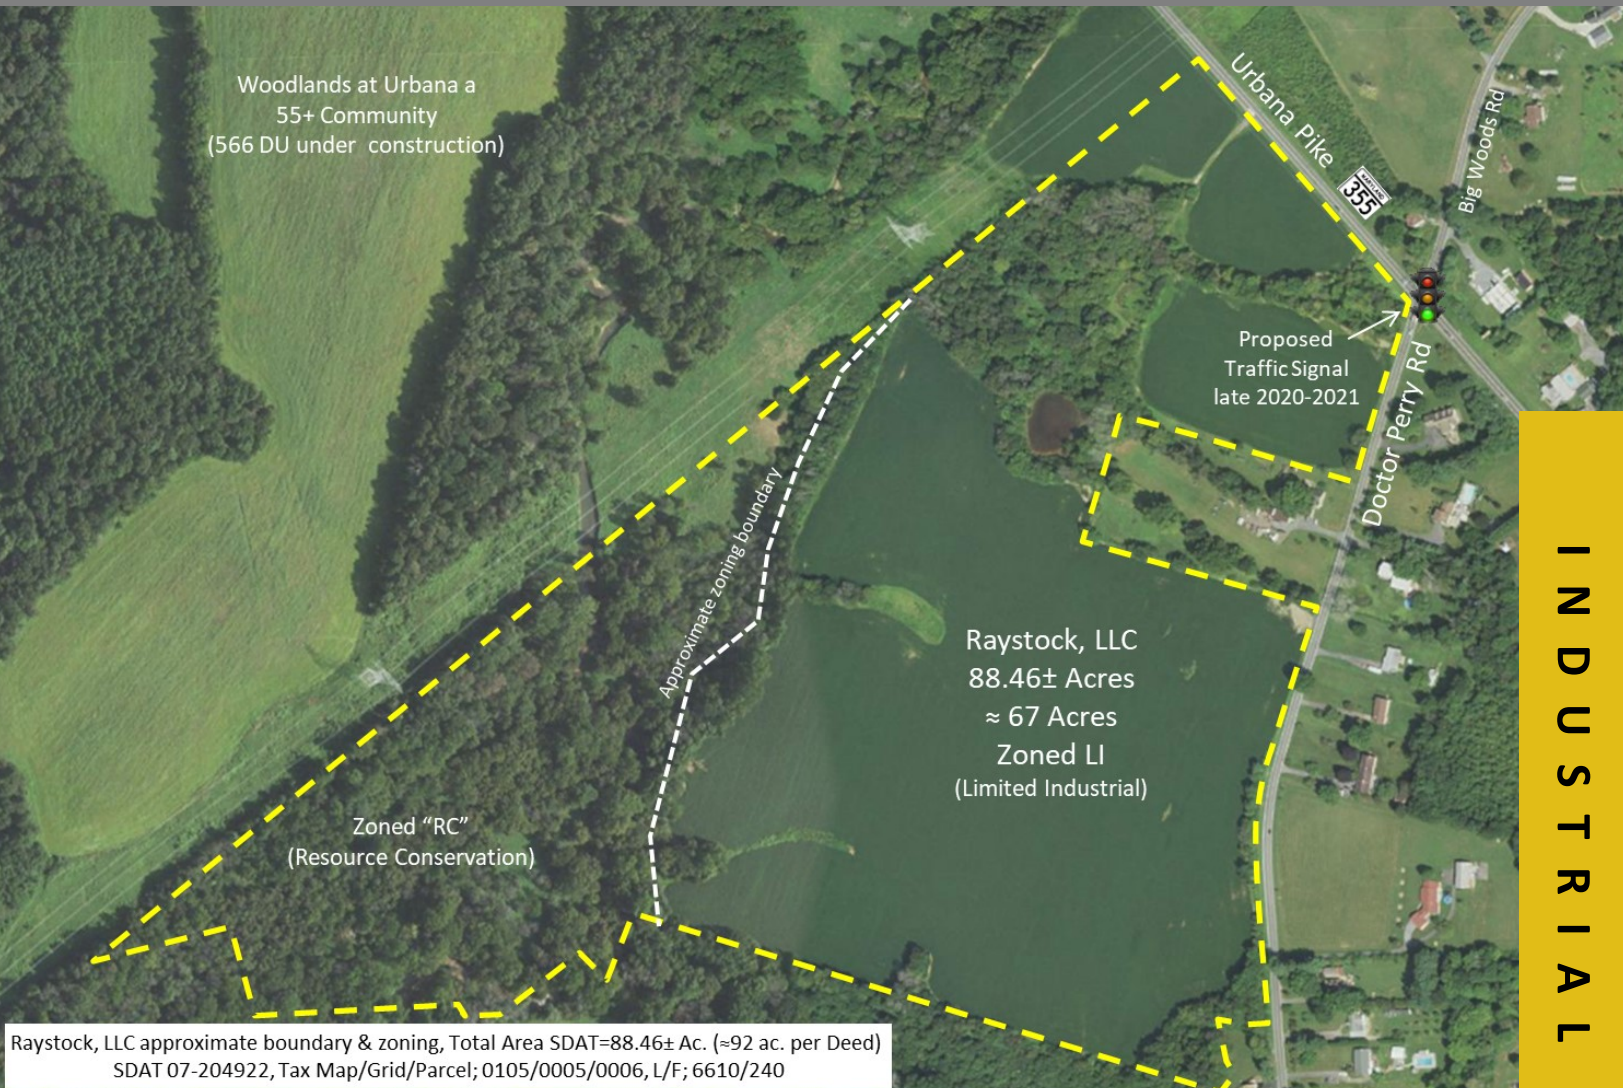 Woodlands at Urbana a
55+ Community
(566 DU under construction)
Urbana Pike
MARYLAND
355
Big Woods Rd
Proposed
Traffic Signal
late 2020-2021
Doctor Perry Rd
Approximate zoning boundary
Raystock, LLC
88.46± Acres
≈ 67 Acres
Zoned LI
(Limited Industrial)
Zoned “RC”
(Resource Conservation)
INDUSTRIAL
Raystock, LLC approximate boundary & zoning, Total Area SDAT=88.46± Ac. (≈92 ac. per Deed)
SDAT 07-204922, Tax Map/Grid/Parcel; 0105/0005/0006, L/F; 6610/240